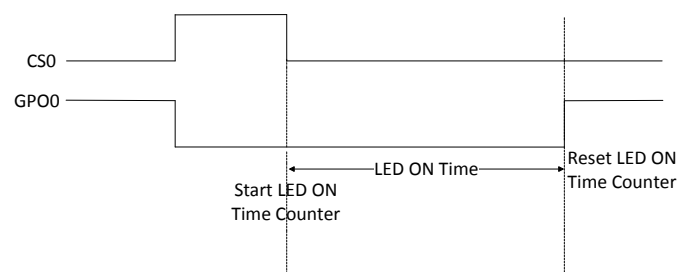 CS0
GPO0
LED ON Time
Reset LED ON
Time Counter
Start LED ON
Time Counter